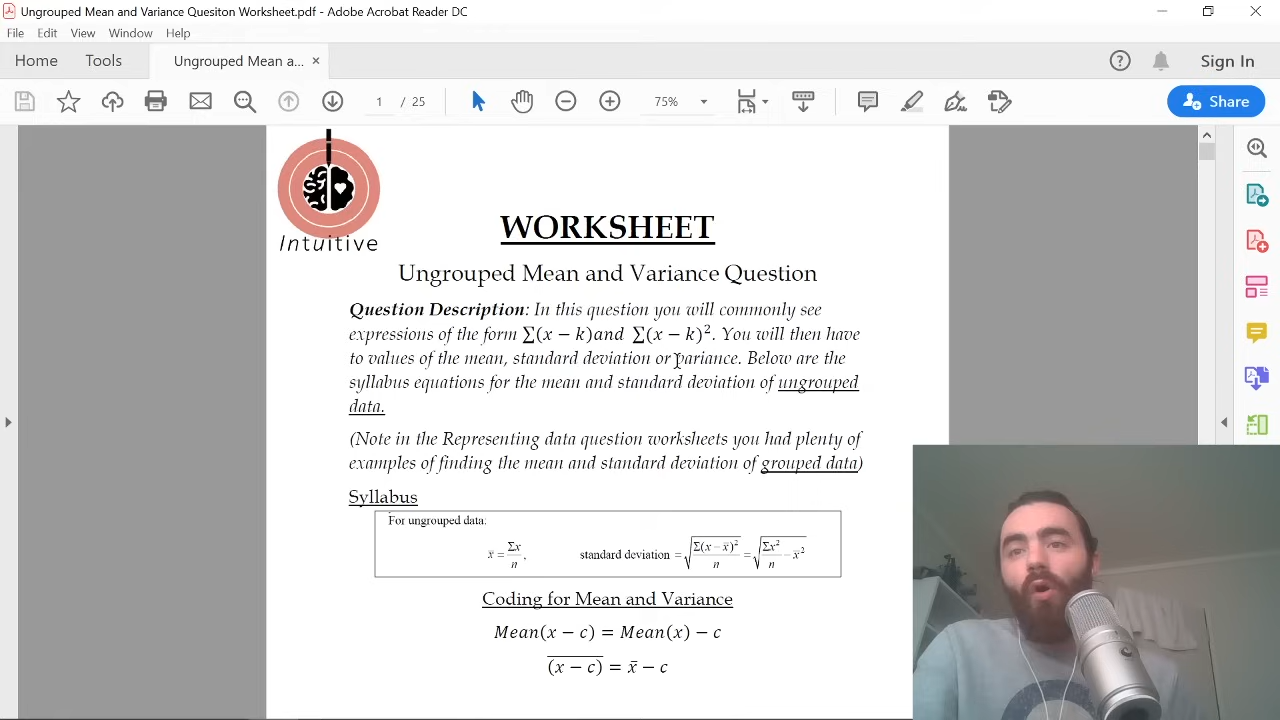 Ungrouped Mean and Variance Quesiton Worksheet.pdf - Adobe Acrobat Reader DC
File Edit View Window Help
Home Tools Ungrouped Mean a... × Sign In
1 / 25 75% Share
Intuitive
WORKSHEET
Ungrouped Mean and Variance Question
Question Description: In this question you will commonly see
expressions of the form ∑(x − k)and ∑(x − k)². You will then have
to values of the mean, standard deviation or variance. Below are the
syllabus equations for the mean and standard deviation of ungrouped
data.
(Note in the Representing data question worksheets you had plenty of
examples of finding the mean and standard deviation of grouped data)
Syllabus
For ungrouped data:
x̄ = Σx/n, standard deviation = √(Σ(x − x̄)²/n) = √(Σx²/n − x̄²)
Coding for Mean and Variance
Mean(x − c) = Mean(x) − c
(x − c)̅ = x̄ − c